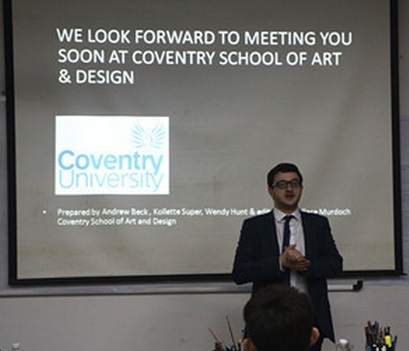 WE LOOK FORWARD TO MEETING YOU
SOON AT COVENTRY SCHOOL OF ART
& DESIGN
Coventry
University
• Prepared by Andrew Beck , Kollette Super, Wendy Hunt & Murdoch
Coventry School of Art and Design